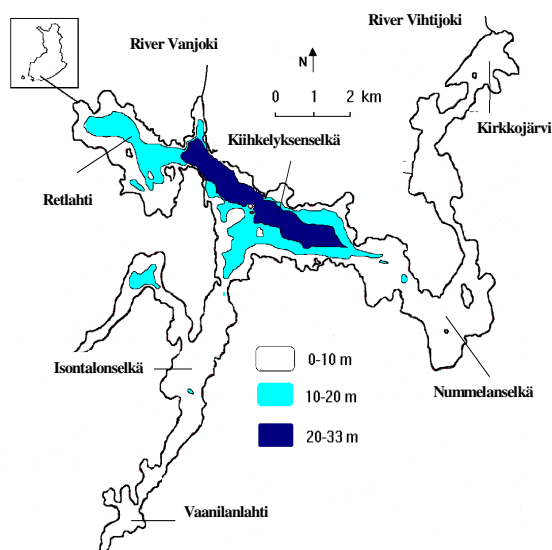 River Vihtijoki
River Vanjoki
N
0 1 2 km
Kirkkojärvi
Kiihkelyksenselkä
Retlahti
0-10 m
Isontalonselkä
10-20 m
Nummelanselkä
20-33 m
Vaanilanlahti